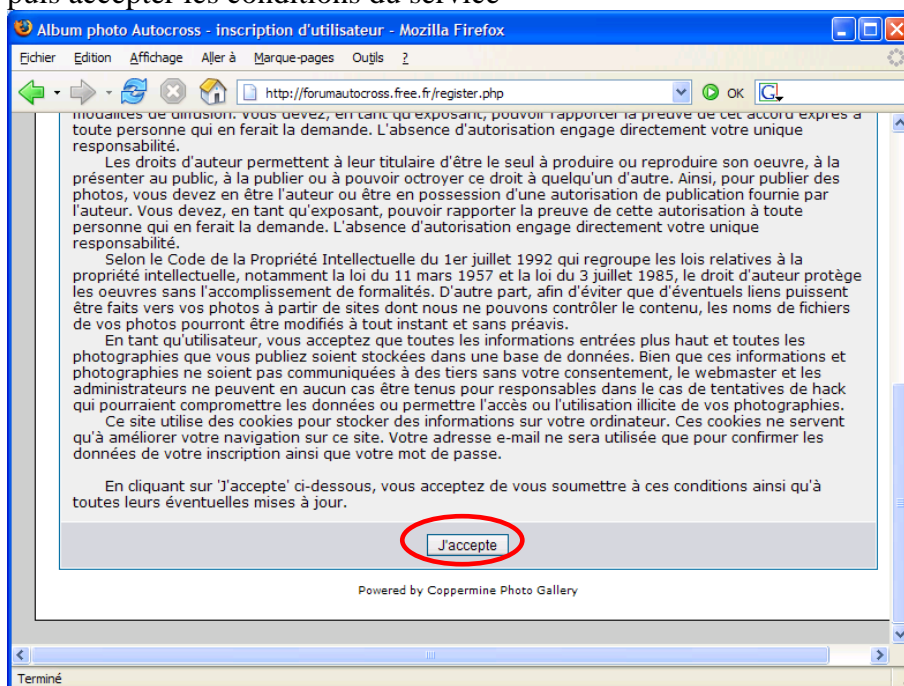 puis accepter les conditions du service
Album photo Autocross - inscription d'utilisateur - Mozilla Firefox
Fichier Edition Affichage Aller à Marque-pages Outils ?
http://forumautocross.free.fr/register.php OK G
modalités de diffusion. Vous devez, en tant qu'exposant, pouvoir rapporter la preuve de cet accord exprès à
toute personne qui en ferait la demande. L'absence d'autorisation engage directement votre unique
responsabilité.
Les droits d'auteur permettent à leur titulaire d'être le seul à produire ou reproduire son oeuvre, à la
présenter au public, à la publier ou à pouvoir octroyer ce droit à quelqu'un d'autre. Ainsi, pour publier des
photos, vous devez en être l'auteur ou être en possession d'une autorisation de publication fournie par
l'auteur. Vous devez, en tant qu'exposant, pouvoir rapporter la preuve de cette autorisation à toute
personne qui en ferait la demande. L'absence d'autorisation engage directement votre unique
responsabilité.
Selon le Code de la Propriété Intellectuelle du 1er juillet 1992 qui regroupe les lois relatives à la
propriété intellectuelle, notamment la loi du 11 mars 1957 et la loi du 3 juillet 1985, le droit d'auteur protège
les oeuvres sans l'accomplissement de formalités. D'autre part, afin d'éviter que d'éventuels liens puissent
être faits vers vos photos à partir de sites dont nous ne pouvons contrôler le contenu, les noms de fichiers
de vos photos pourront être modifiés à tout instant et sans préavis.
En tant qu'utilisateur, vous acceptez que toutes les informations entrées plus haut et toutes les
photographies que vous publiez soient stockées dans une base de données. Bien que ces informations et
photographies ne soient pas communiquées à des tiers sans votre consentement, le webmaster et les
administrateurs ne peuvent en aucun cas être tenus pour responsables dans le cas de tentatives de hack
qui pourraient compromettre les données ou permettre l'accès ou l'utilisation illicite de vos photographies.
Ce site utilise des cookies pour stocker des informations sur votre ordinateur. Ces cookies ne servent
qu'à améliorer votre navigation sur ce site. Votre adresse e-mail ne sera utilisée que pour confirmer les
données de votre inscription ainsi que votre mot de passe.
En cliquant sur 'J'accepte' ci-dessous, vous acceptez de vous soumettre à ces conditions ainsi qu'à
toutes leurs éventuelles mises à jour.
J'accepte
Powered by Coppermine Photo Gallery
Terminé